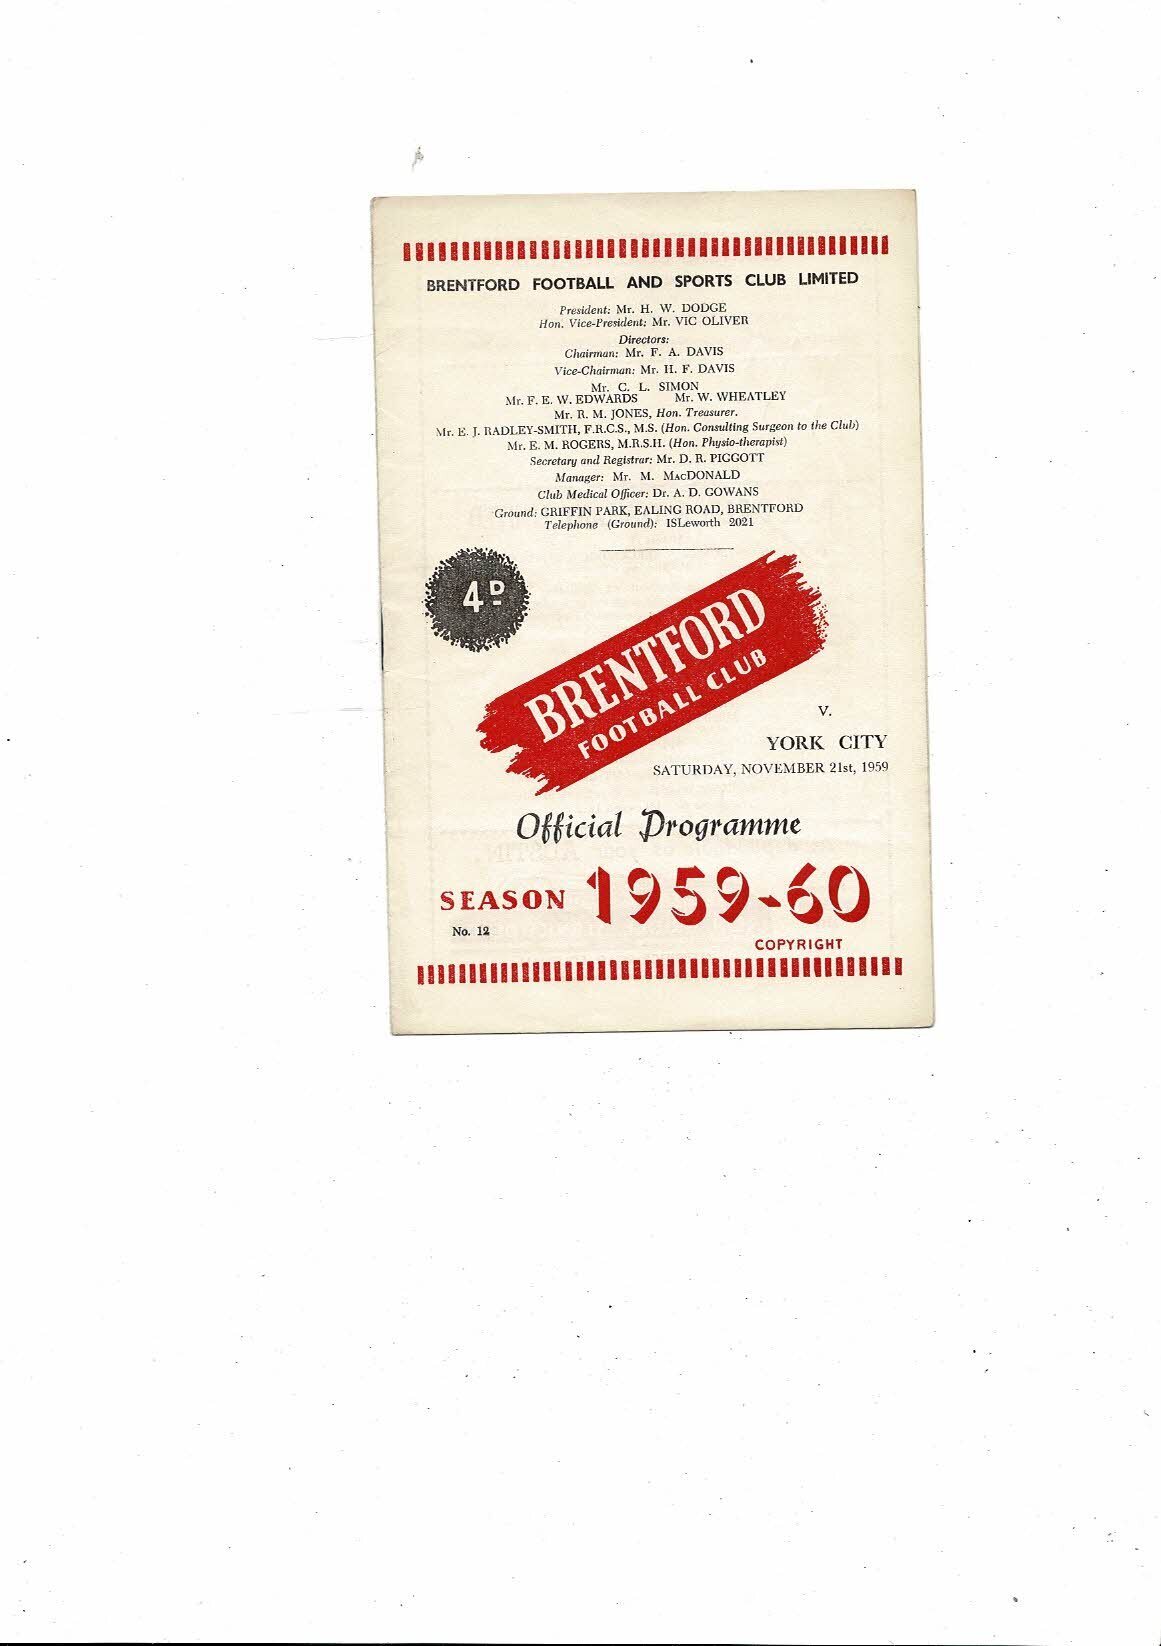 BRENTFORD FOOTBALL AND SPORTS CLUB LIMITED
President: Mr. H. W. DODGE
Hon. Vice-President: Mr. VIC OLIVER
Directors:
Chairman: Mr. F. A. DAVIS
Vice-Chairman: Mr. H. F. DAVIS
Mr. C. L. SIMON
Mr. F. E. W. EDWARDS Mr. W. WHEATLEY
Mr. R. M. JONES, Hon. Treasurer.
Mr. E. J. RADLEY-SMITH, F.R.C.S., M.S. (Hon. Consulting Surgeon to the Club)
Mr. E. M. ROGERS, M.R.S.H. (Hon. Physio-therapist)
Secretary and Registrar: Mr. D. R. PIGGOTT
Manager: Mr. M. MacDONALD
Club Medical Officer: Dr. A. D. GOWANS
Ground: GRIFFIN PARK, EALING ROAD, BRENTFORD
Telephone (Ground): ISLeworth 2021
4D
BRENTFORD
FOOTBALL CLUB
v.
YORK CITY
SATURDAY, NOVEMBER 21st, 1959
Official Programme
SEASON 1959-60
No. 12
COPYRIGHT